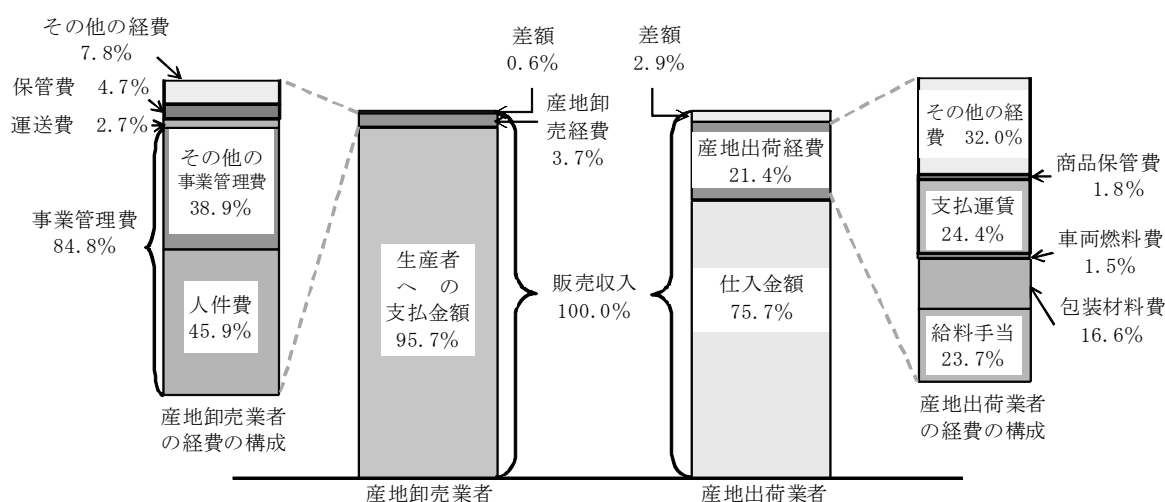 その他の経費
7.8%
保管費 4.7%
運送費 2.7%
その他の
事業管理費
38.9%
事業管理費
84.8%
人件費
45.9%
産地卸売業者
の経費の構成
差額
0.6%
産地卸
売経費
3.7%
生産者
へ の
支払金額
95.7%
産地卸売業者
販売収入
100.0%
差額
2.9%
産地出荷経費
21.4%
仕入金額
75.7%
産地出荷業者
その他の経
費 32.0%
商品保管費
1.8%
支払運賃
24.4%
車両燃料費
1.5%
包装材料費
16.6%
給料手当
23.7%
産地出荷業者
の経費の構成